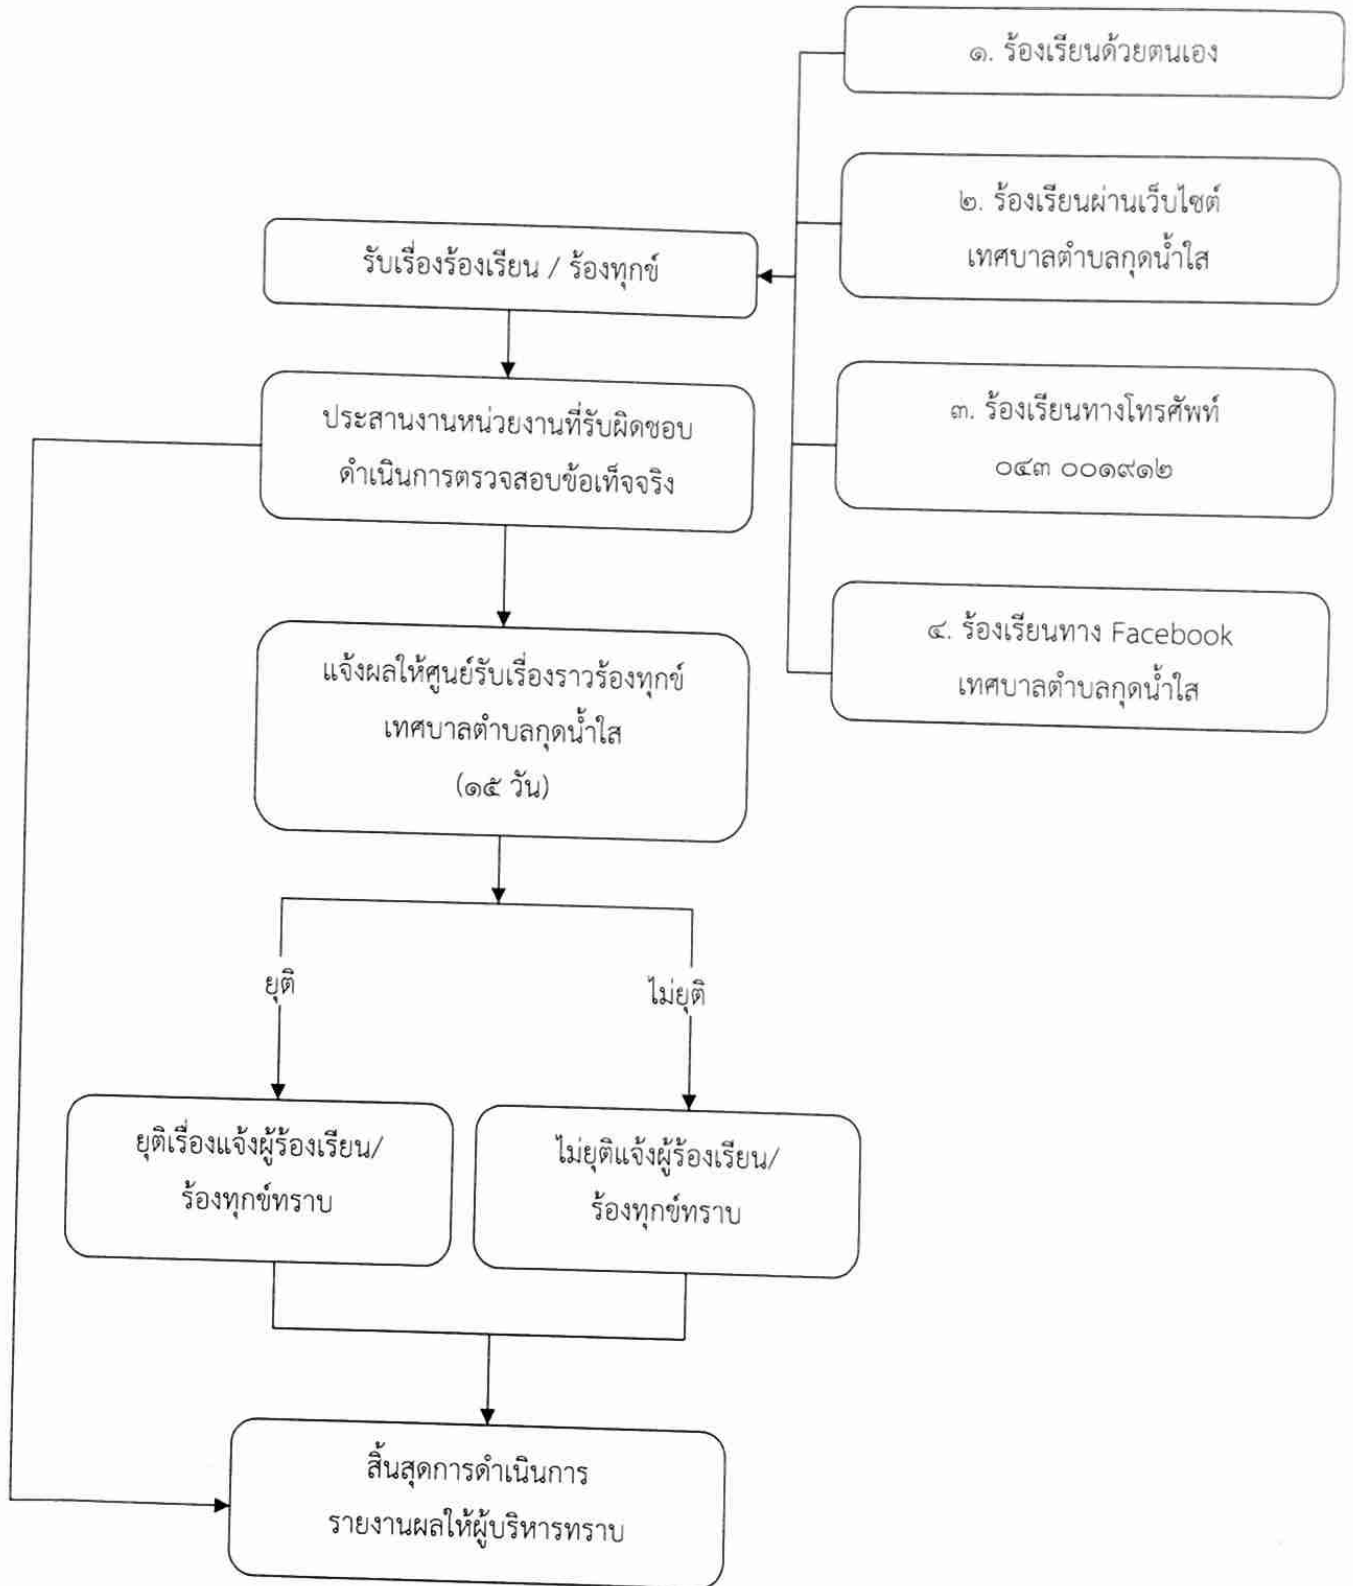 ๑. ร้องเรียนด้วยตนเอง
๒. ร้องเรียนผ่านเว็บไซต์
เทศบาลตำบลกุดน้ำใส
รับเรื่องร้องเรียน / ร้องทุกข์
๓. ร้องเรียนทางโทรศัพท์
๐๔๓ ๐๐๑๙๑๒
ประสานงานหน่วยงานที่รับผิดชอบ
ดำเนินการตรวจสอบข้อเท็จจริง
๔. ร้องเรียนทาง Facebook
เทศบาลตำบลกุดน้ำใส
แจ้งผลให้ศูนย์รับเรื่องราวร้องทุกข์
เทศบาลตำบลกุดน้ำใส
(๑๕ วัน)
ยุติ
ไม่ยุติ
ยุติเรื่องแจ้งผู้ร้องเรียน/
ร้องทุกข์ทราบ
ไม่ยุติแจ้งผู้ร้องเรียน/
ร้องทุกข์ทราบ
สิ้นสุดการดำเนินการ
รายงานผลให้ผู้บริหารทราบ